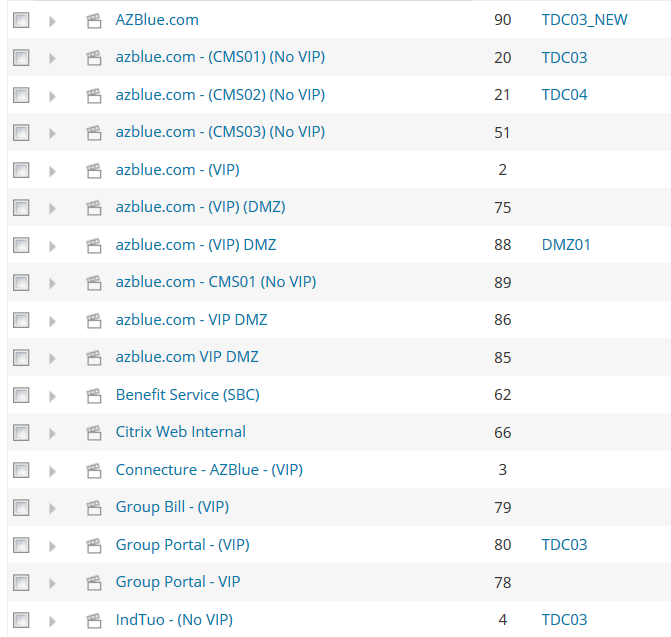 AZBlue.com 90 TDC03_NEW
azblue.com - (CMS01) (No VIP) 20 TDC03
azblue.com - (CMS02) (No VIP) 21 TDC04
azblue.com - (CMS03) (No VIP) 51
azblue.com - (VIP) 2
azblue.com - (VIP) (DMZ) 75
azblue.com - (VIP) DMZ 88 DMZ01
azblue.com - CMS01 (No VIP) 89
azblue.com - VIP DMZ 86
azblue.com VIP DMZ 85
Benefit Service (SBC) 62
Citrix Web Internal 66
Connecture - AZBlue - (VIP) 3
Group Bill - (VIP) 79
Group Portal - (VIP) 80 TDC03
Group Portal - VIP 78
IndTuo - (No VIP) 4 TDC03